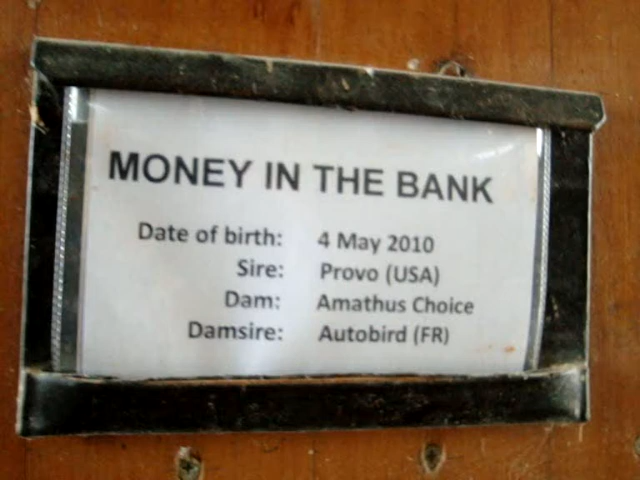 MONEY IN THE BANK
Date of birth: 4 May 2010
Sire: Provo (USA)
Dam: Amathus Choice
Damsire: Autobird (FR)